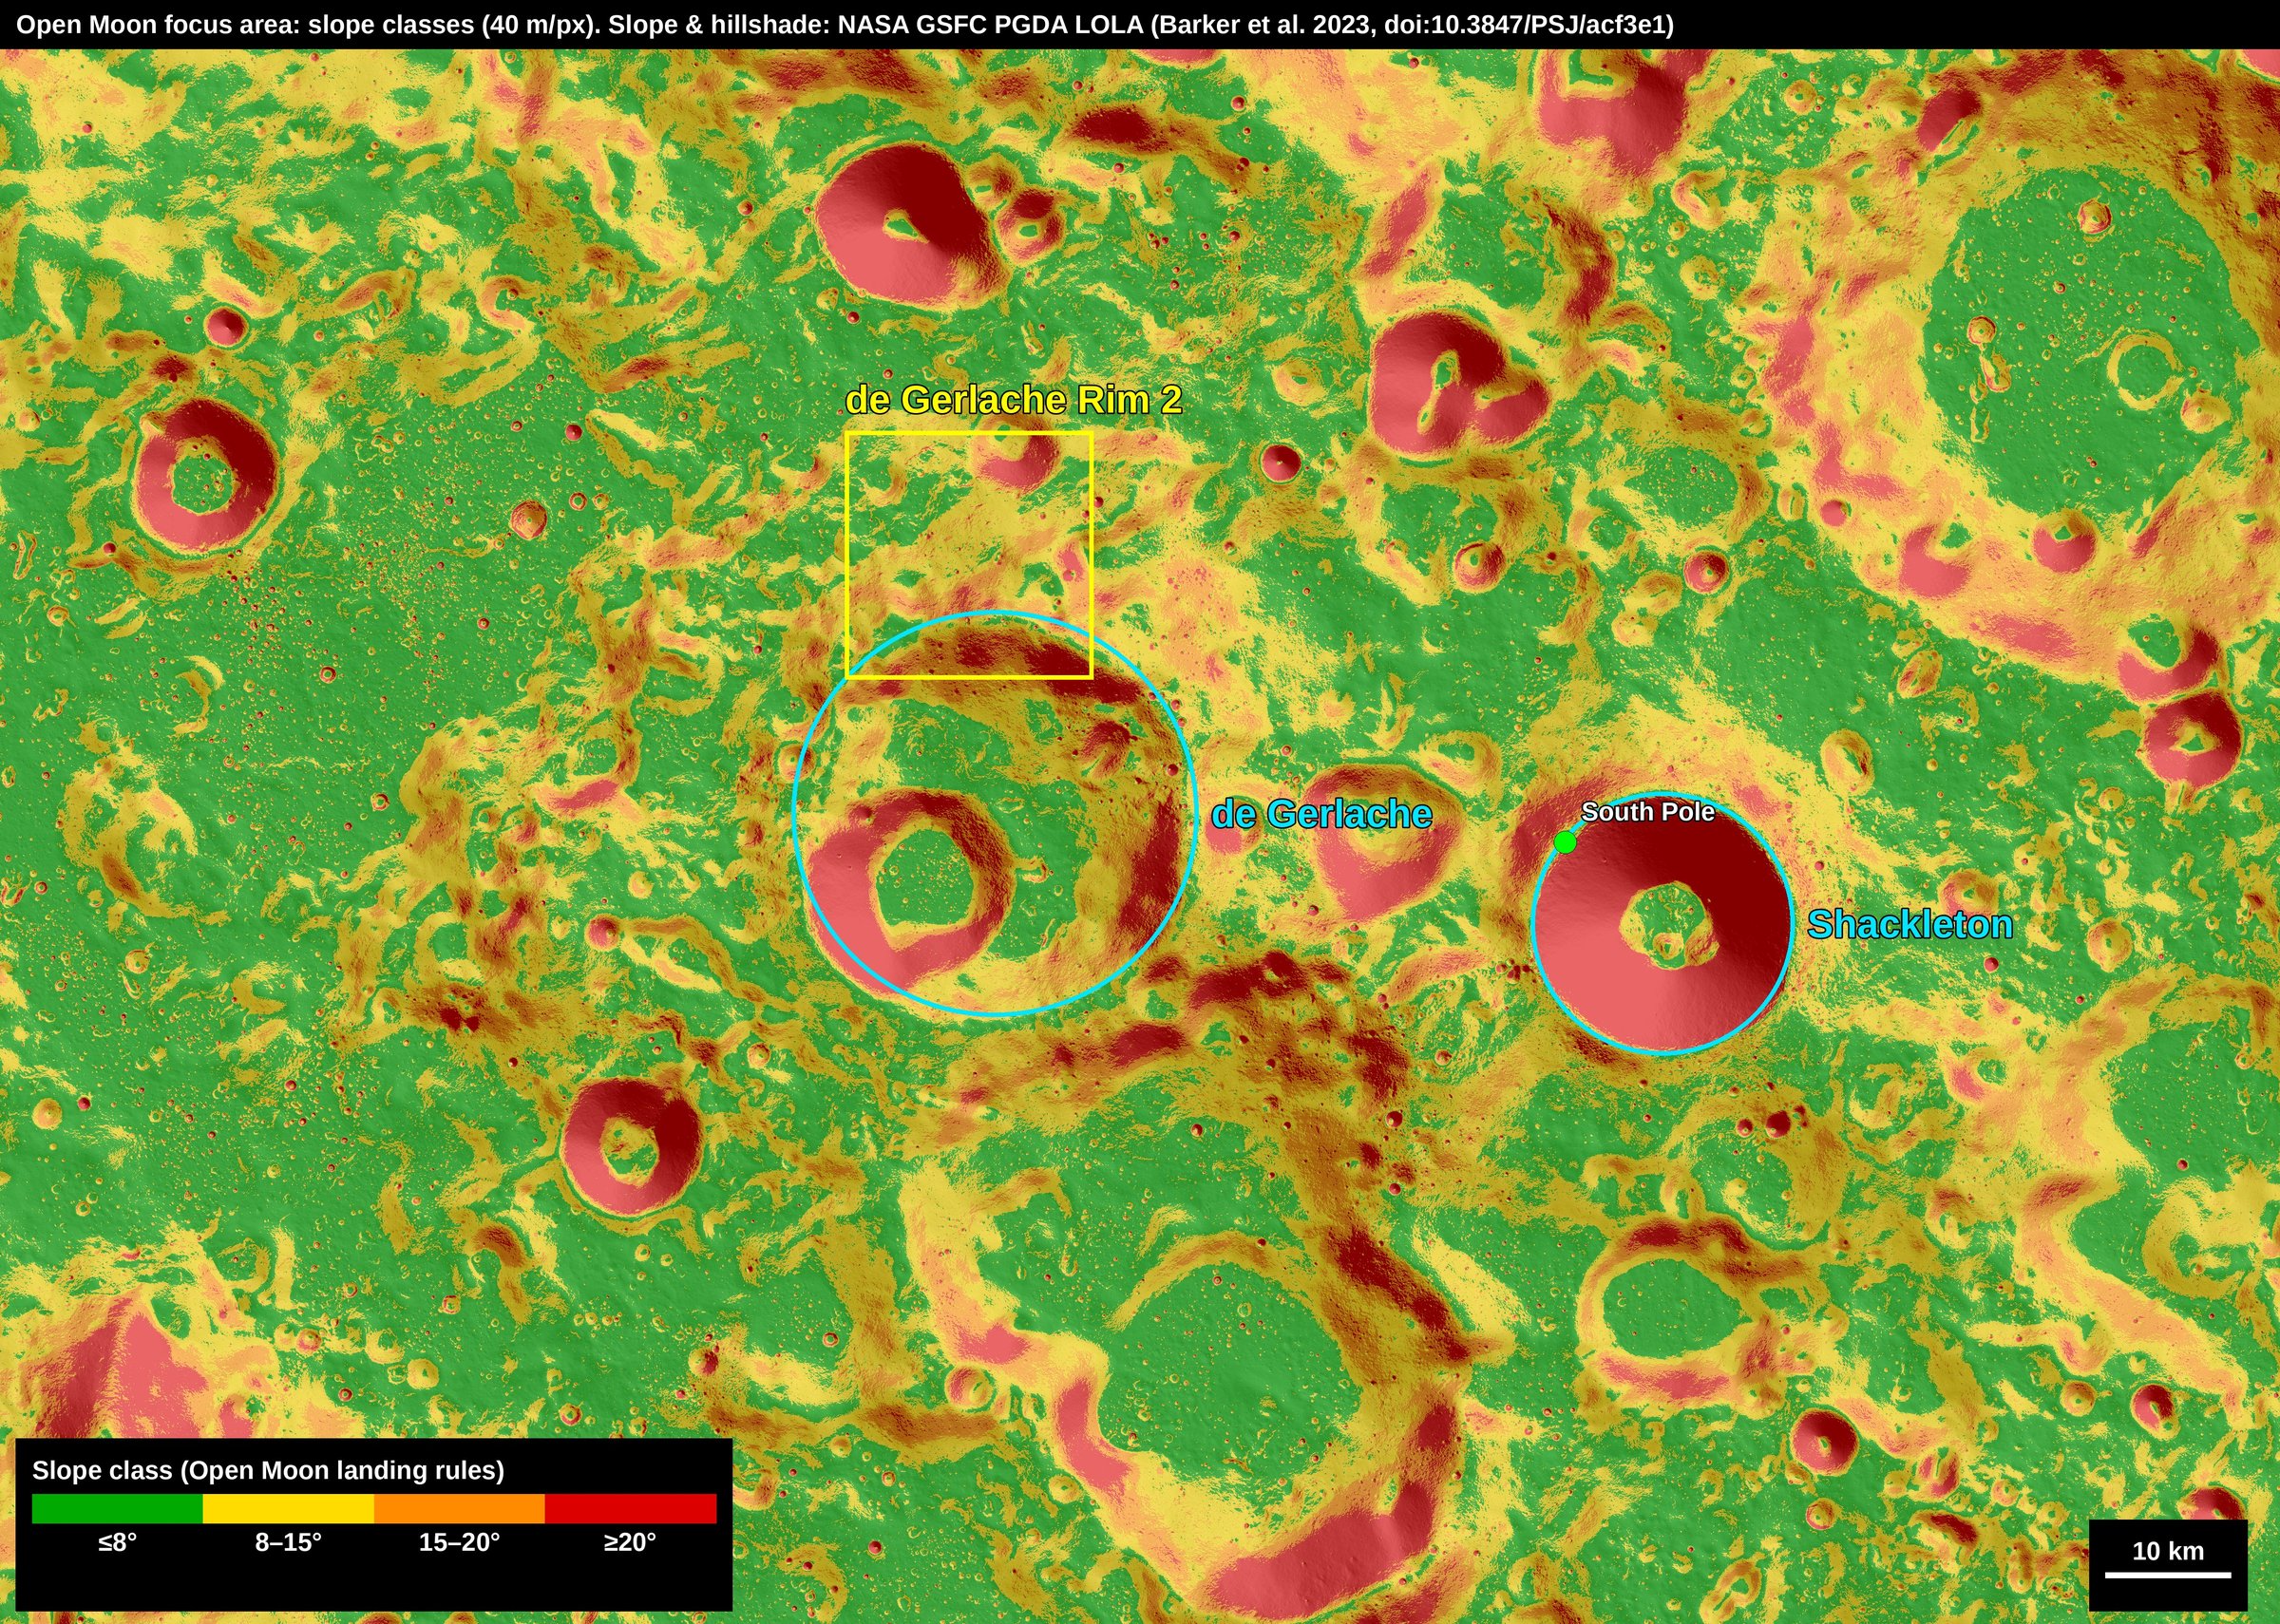 Open Moon focus area: slope classes (40 m/px). Slope & hillshade: NASA GSFC PGDA LOLA (Barker et al. 2023, doi:10.3847/PSJ/acf3e1)
de Gerlache Rim 2
de Gerlache
South Pole
Shackleton
Slope class (Open Moon landing rules)
≤8° 8–15° 15–20° ≥20°
10 km